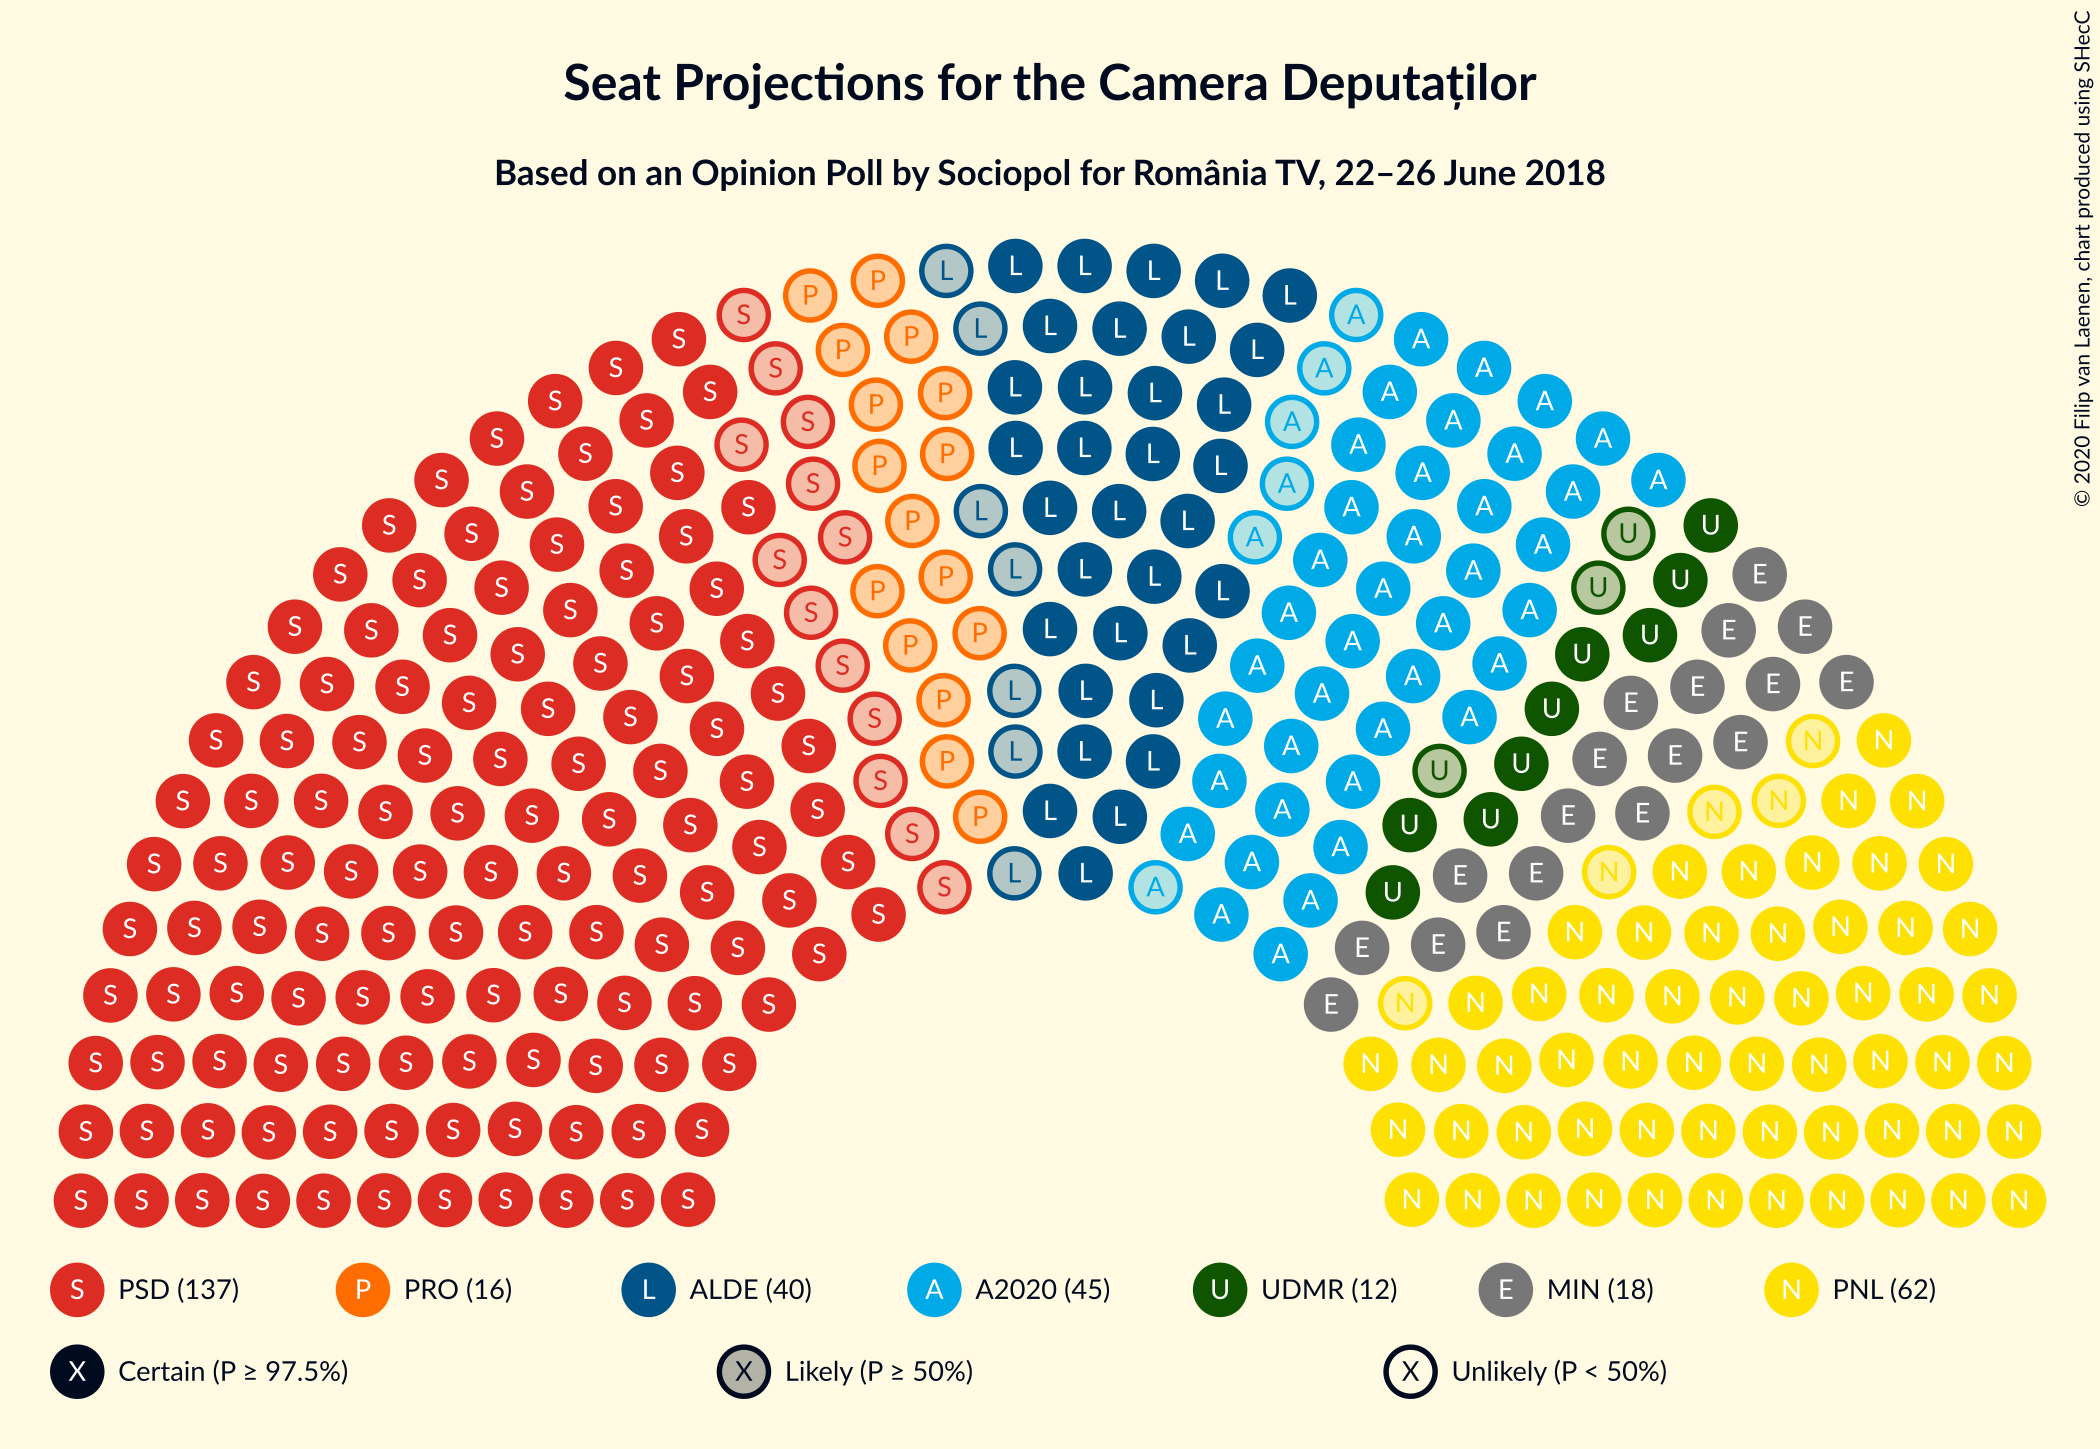 Seat Projections for the Camera Deputaților
Based on an Opinion Poll by Sociopol for România TV, 22–26 June 2018
© 2020 Filip van Laenen, chart produced using SHecC
S PSD (137) P PRO (16) L ALDE (40) A A2020 (45) U UDMR (12) E MIN (18) N PNL (62)
X Certain (P ≥ 97.5%) X Likely (P ≥ 50%) X Unlikely (P < 50%)